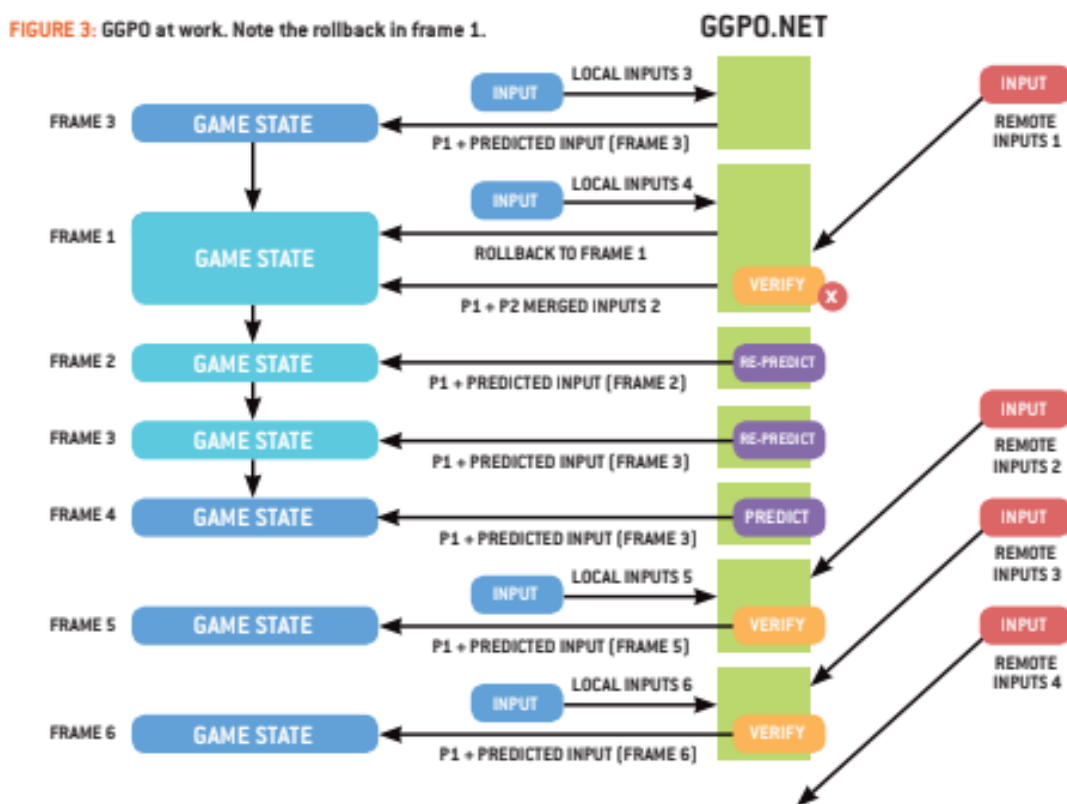 FIGURE 3: GGPO at work. Note the rollback in frame 1.
GGPO.NET
INPUT
LOCAL INPUTS 3
INPUT
REMOTE
INPUTS 1
FRAME 3
GAME STATE
P1 + PREDICTED INPUT (FRAME 3)
INPUT
LOCAL INPUTS 4
FRAME 1
GAME STATE
ROLLBACK TO FRAME 1
VERIFY
X
P1 + P2 MERGED INPUTS 2
FRAME 2
GAME STATE
RE-PREDICT
P1 + PREDICTED INPUT (FRAME 2)
INPUT
REMOTE
INPUTS 2
FRAME 3
GAME STATE
RE-PREDICT
P1 + PREDICTED INPUT (FRAME 3)
FRAME 4
GAME STATE
PREDICT
P1 + PREDICTED INPUT (FRAME 3)
INPUT
REMOTE
INPUTS 3
INPUT
LOCAL INPUTS 5
FRAME 5
GAME STATE
VERIFY
P1 + PREDICTED INPUT (FRAME 5)
INPUT
REMOTE
INPUTS 4
INPUT
LOCAL INPUTS 6
FRAME 6
GAME STATE
VERIFY
P1 + PREDICTED INPUT (FRAME 6)